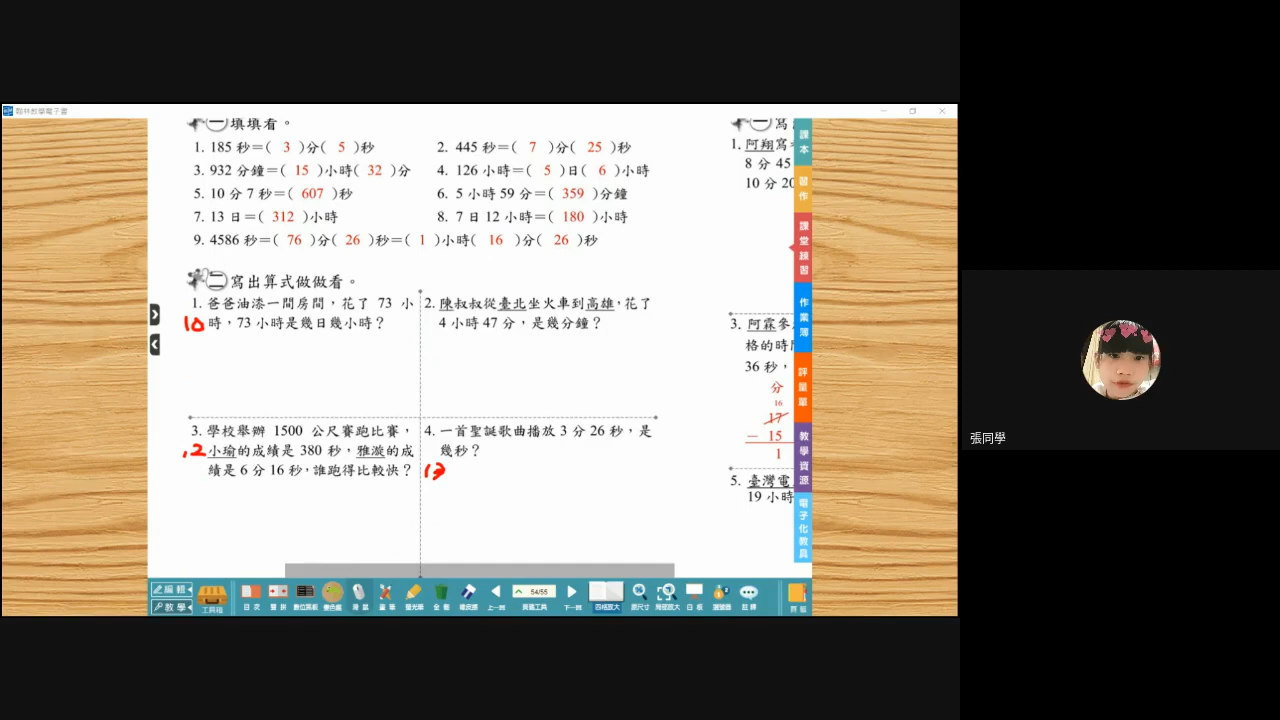 翰林教學電子書
一 填填看。
1. 185 秒＝( 3 )分( 5 )秒
2. 445 秒＝( 7 )分( 25 )秒
3. 932 分鐘＝( 15 )小時( 32 )分
4. 126 小時＝( 5 )日( 6 )小時
5. 10 分 7 秒＝( 607 )秒
6. 5 小時 59 分＝( 359 )分鐘
7. 13 日＝( 312 )小時
8. 7 日 12 小時＝( 180 )小時
9. 4586 秒＝( 76 )分( 26 )秒＝( 1 )小時( 16 )分( 26 )秒
二 寫出算式做做看。
1. 爸爸油漆一間房間，花了 73 小
10 時，73 小時是幾日幾小時？
2. 陳叔叔從臺北坐火車到高雄，花了
4 小時 47 分，是幾分鐘？
3. 學校舉辦 1500 公尺賽跑比賽，
小瑜的成績是 380 秒，雅漩的成
績是 6 分 16 秒，誰跑得比較快？
4. 一首聖誕歌曲播放 3 分 26 秒，是
幾秒？
13
一 寫
1. 阿翔寫
8 分 45
10 分 20
3. 阿霖參
格的時
36 秒，
分
16
17
－ 15
1
5. 臺灣電
19 小時
課本
習作
課堂練習
作業簿
評量單
教學資源
電子化教具
編輯
教學
工具箱
目次
雙拼
數位黑板
變色龍
滑鼠
畫筆
螢光筆
全刪
橡皮擦
上一頁
54/55
頁籤工具
下一頁
四格放大
原尺寸
局部放大
白板
計時器
註釋
頁籤
張同學